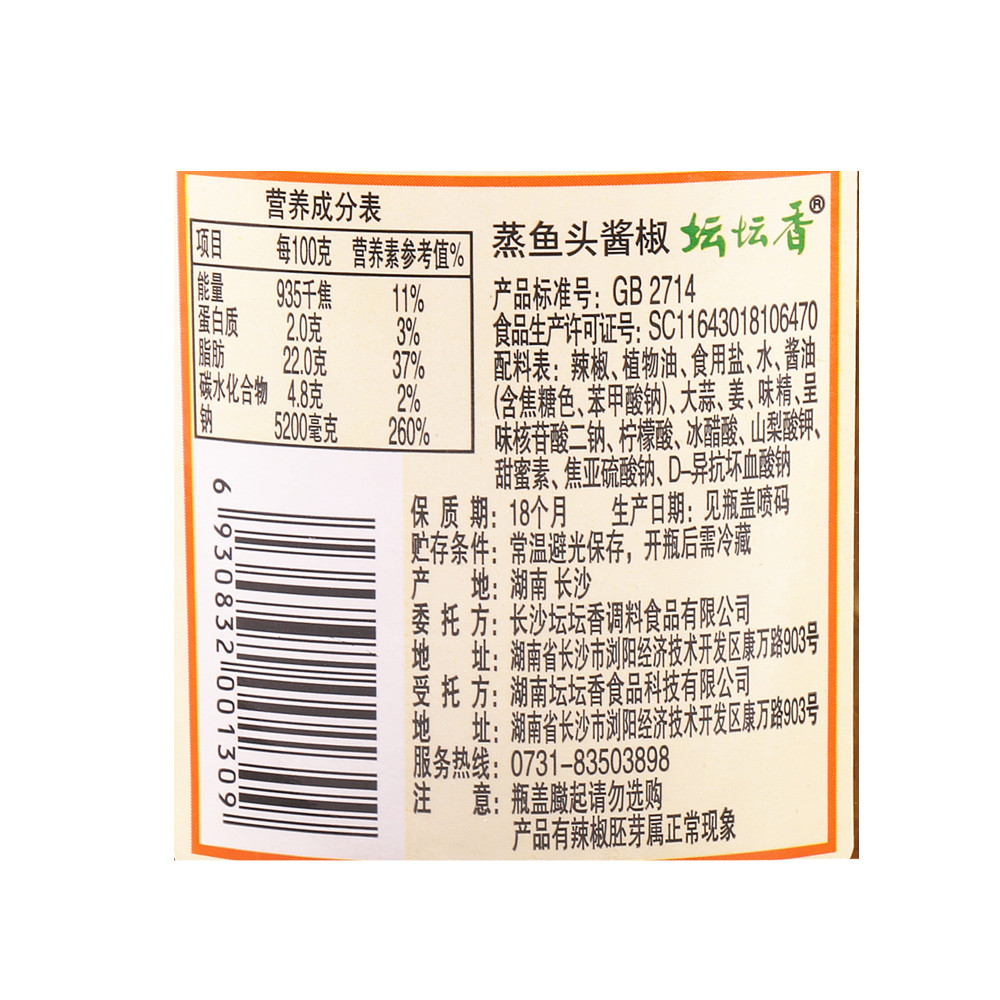 营养成分表
项目 每100克 营养素参考值%
能量 935千焦 11%
蛋白质 2.0克 3%
脂肪 22.0克 37%
碳水化合物 4.8克 2%
钠 5200毫克 260%
6 930832 001309
蒸鱼头酱椒 坛坛香®
产品标准号：GB 2714
食品生产许可证号：SC11643018106470
配料表：辣椒、植物油、食用盐、水、酱油
(含焦糖色、苯甲酸钠)、大蒜、姜、味精、呈
味核苷酸二钠、柠檬酸、冰醋酸、山梨酸钾、
甜蜜素、焦亚硫酸钠、D-异抗坏血酸钠
保质期：18个月 生产日期：见瓶盖喷码
贮存条件：常温避光保存，开瓶后需冷藏
产地：湖南 长沙
委托方：长沙坛坛香调料食品有限公司
地址：湖南省长沙市浏阳经济技术开发区康万路903号
受托方：湖南坛坛香食品科技有限公司
地址：湖南省长沙市浏阳经济技术开发区康万路903号
服务热线：0731-83503898
注意：瓶盖臌起请勿选购
产品有辣椒胚芽属正常现象